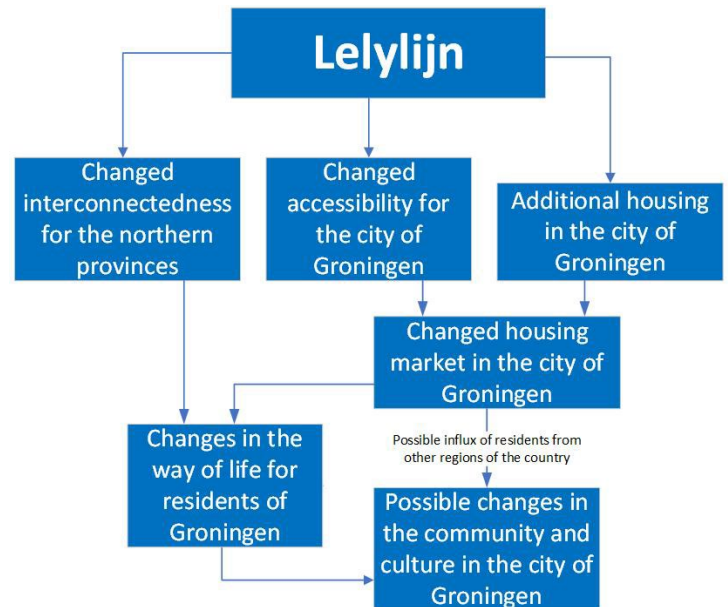 Lelylijn
Changed
interconnectedness
for the northern
provinces
Changed
accessibility for
the city of
Groningen
Additional housing
in the city of
Groningen
Changed housing
market in the city of
Groningen
Changes in the
way of life for
residents of
Groningen
Possible influx of residents from
other regions of the country
Possible changes in
the community and
culture in the city of
Groningen